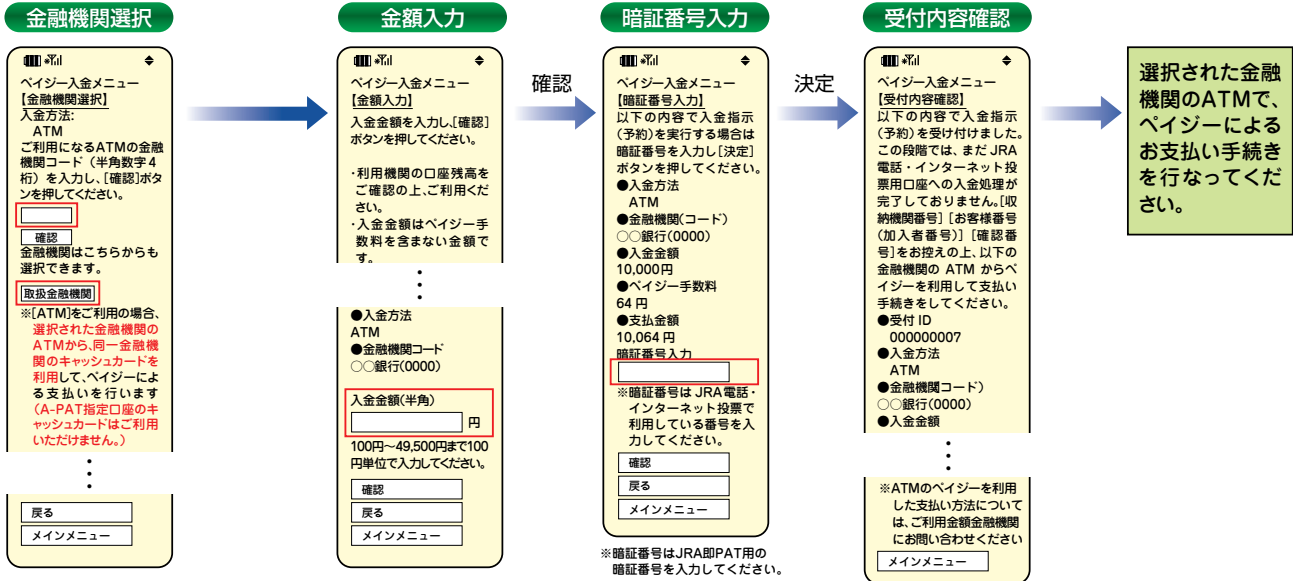 金融機関選択
ペイジー入金メニュー
【金融機関選択】
入金方法:
ATM
ご利用になるATMの金融
機関コード（半角数字4
桁）を入力し、[確認]ボタ
ンを押してください。
確認
金融機関はこちらからも
選択できます。
取扱金融機関
※[ATM]をご利用の場合、
選択された金融機関の
ATMから、同一金融機
関のキャッシュカードを
利用して、ペイジーによ
る支払いを行います
（A-PAT指定口座のキ
ャッシュカードはご利用
いただけません。）
戻る
メインメニュー
金額入力
ペイジー入金メニュー
【金額入力】
入金金額を入力し、[確認]
ボタンを押してください。
・利用機関の口座残高を
ご確認の上、ご利用くだ
さい。
・入金金額はペイジー手
数料を含まない金額で
す。
●入金方法
ATM
●金融機関コード
○○銀行(0000)
入金金額(半角)
円
100円～49,500円まで100
円単位で入力してください。
確認
戻る
メインメニュー
確認
暗証番号入力
ペイジー入金メニュー
【暗証番号入力】
以下の内容で入金指示
（予約）を実行する場合は
暗証番号を入力し[決定]
ボタンを押してください。
●入金方法
ATM
●金融機関(コード)
○○銀行(0000)
●入金金額
10,000円
●ペイジー手数料
64 円
●支払金額
10,064 円
暗証番号入力
※暗証番号は JRA電話・
インターネット投票で
利用している番号を入
力してください。
確認
戻る
メインメニュー
※暗証番号はJRA即PAT用の
暗証番号を入力してください。
決定
受付内容確認
ペイジー入金メニュー
【受付内容確認】
以下の内容で入金指示
（予約）を受け付けました。
この段階では、まだ JRA
電話・インターネット投
票用口座への入金処理が
完了しておりません。[収
納機関番号] [お客様番号
(加入者番号)] [確認番
号]をお控えの上、以下の
金融機関の ATM からペ
イジーを利用して支払い
手続きをしてください。
●受付 ID
000000007
●入金方法
ATM
●金融機関コード)
○○銀行(0000)
●入金金額
※ATMのペイジーを利用
した支払い方法について
は、ご利用金額金融機関
にお問い合わせください
メインメニュー
選択された金融
機関のATMで、
ペイジーによる
お支払い手続き
を行なってくだ
さい。